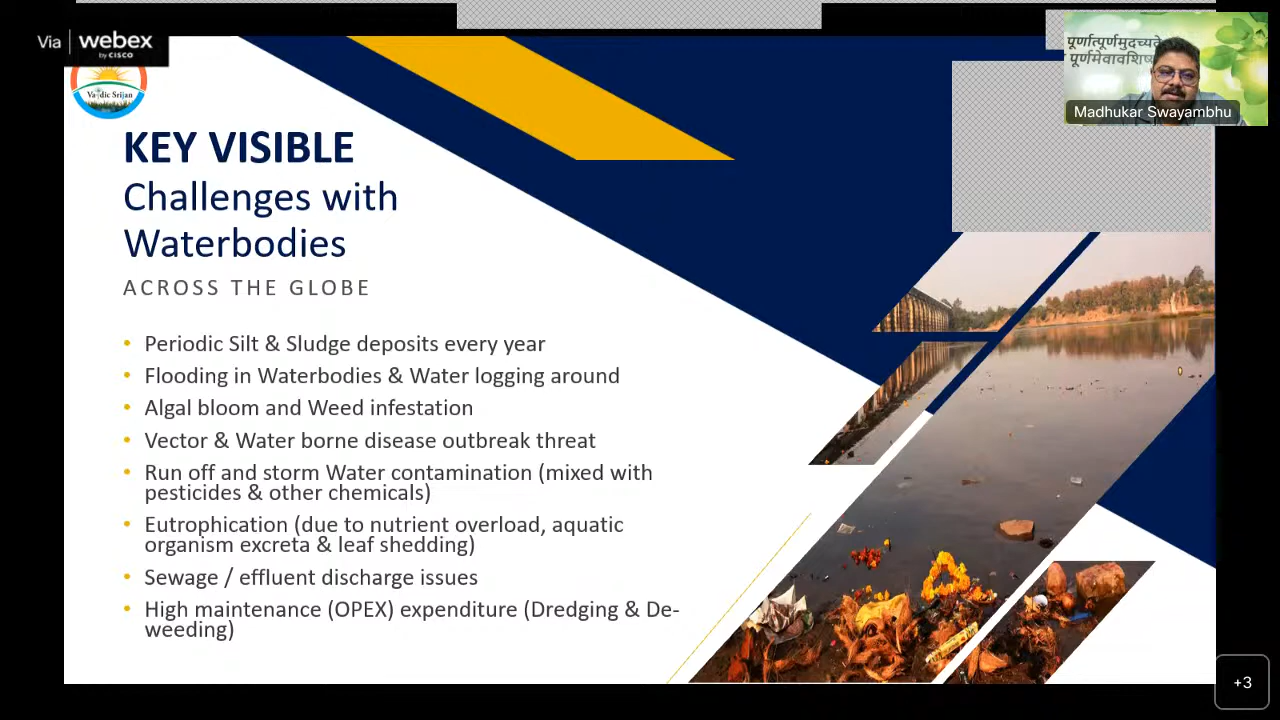 Via webex
by CISCO
Vaidic Srijan
KEY VISIBLE
Challenges with
Waterbodies
ACROSS THE GLOBE
• Periodic Silt & Sludge deposits every year
• Flooding in Waterbodies & Water logging around
• Algal bloom and Weed infestation
• Vector & Water borne disease outbreak threat
• Run off and storm Water contamination (mixed with
pesticides & other chemicals)
• Eutrophication (due to nutrient overload, aquatic
organism excreta & leaf shedding)
• Sewage / effluent discharge issues
• High maintenance (OPEX) expenditure (Dredging & De-
weeding)
पूर्णात्पूर्णमुदच्यते
पूर्णमेवावशिष
Madhukar Swayambhu
+3